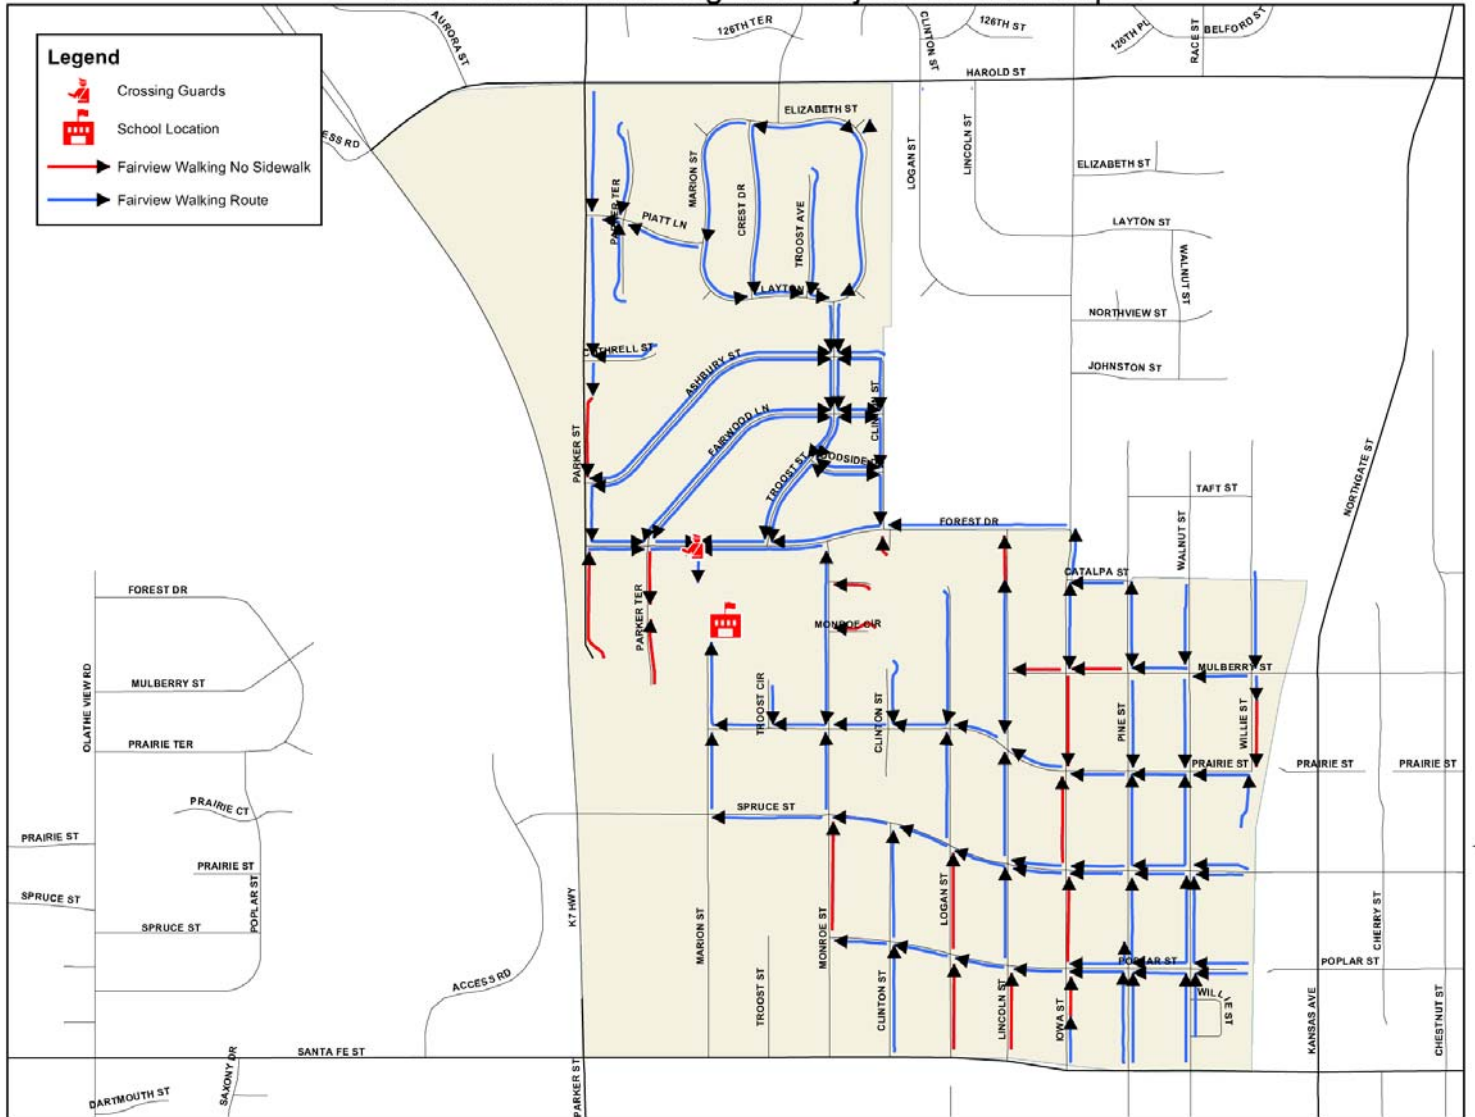 AURORA ST
126TH TER
CLINTON ST
126TH ST
126TH PL
RACE ST
BELFORD ST
HAROLD ST
Legend
Crossing Guards
School Location
Fairview Walking No Sidewalk
Fairview Walking Route
ESS RD
ELIZABETH ST
LOGAN ST
LINCOLN ST
ELIZABETH ST
MARION ST
CREST DR
TROOST AVE
PIATT LN
LAYTON ST
WALNUT ST
LAYTON
NORTHVIEW ST
JOHNSTON ST
ASHBURY ST
FAIRWOOD LN
PARKER ST
TROOST ST
NORTHGATE ST
TAFT ST
WALNUT ST
FOREST DR
CATALPA ST
FOREST DR
PARKER TER
MONROE CIR
OLATHE VIEW RD
MULBERRY ST
MULBERRY ST
TROOST CIR
CLINTON ST
PINE ST
WILLIE ST
PRAIRIE TER
PRAIRIE ST
PRAIRIE ST
PRAIRIE ST
PRAIRIE CT
SPRUCE ST
PRAIRIE ST
PRAIRIE ST
POPLAR ST
SPRUCE ST
SPRUCE ST
K7 HWY
MARION ST
MONROE ST
LOGAN ST
CHERRY ST
POPLAR ST
POPLAR ST
ACCESS RD
TROOST ST
CLINTON ST
LINCOLN ST
IOWA ST
WILLIE ST
KANSAS AVE
CHESTNUT ST
SANTA FE ST
SAXONY DR
DARTMOUTH ST
PARKER ST